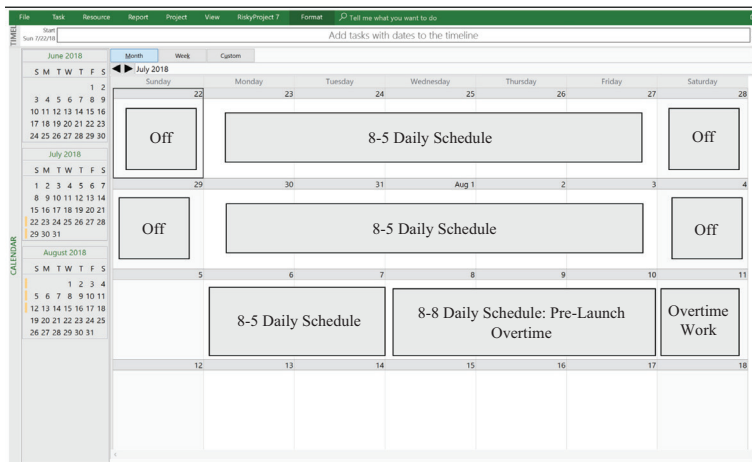 File Task Resource Report Project View RiskyProject 7 Format Tell me what you want to do
TIMEL
Start
Sun 7/22/18
Add tasks with dates to the timeline
CALENDAR
June 2018
S M T W T F S
1 2
3 4 5 6 7 8 9
10 11 12 13 14 15 16
17 18 19 20 21 22 23
24 25 26 27 28 29 30
July 2018
S M T W T F S
1 2 3 4 5 6 7
8 9 10 11 12 13 14
15 16 17 18 19 20 21
22 23 24 25 26 27 28
29 30 31
August 2018
S M T W T F S
1 2 3 4
5 6 7 8 9 10 11
12 13 14 15 16 17 18
19 20 21 22 23 24 25
26 27 28 29 30 31
Month Week Custom
July 2018
Sunday Monday Tuesday Wednesday Thursday Friday Saturday
22 23 24 25 26 27 28
Off 8-5 Daily Schedule Off
29 30 31 Aug 1 2 3 4
Off 8-5 Daily Schedule Off
5 6 7 8 9 10 11
8-5 Daily Schedule
8-8 Daily Schedule: Pre-Launch
Overtime
Overtime
Work
12 13 14 15 16 17 18